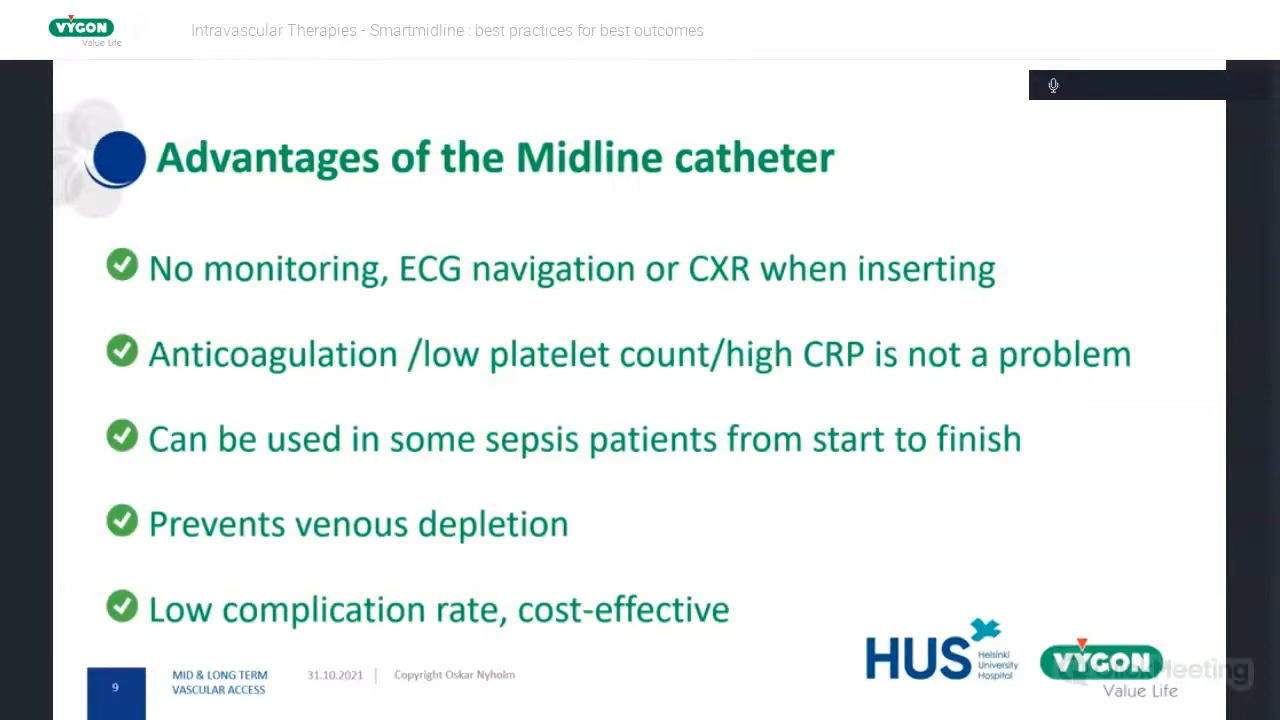 VYGON
Value Life
Intravascular Therapies - Smartmidline : best practices for best outcomes
Advantages of the Midline catheter
No monitoring, ECG navigation or CXR when inserting
Anticoagulation /low platelet count/high CRP is not a problem
Can be used in some sepsis patients from start to finish
Prevents venous depletion
Low complication rate, cost-effective
9
MID & LONG TERM
VASCULAR ACCESS
31.10.2021
Copyright Oskar Nyholm
HUS
Helsinki
University
Hospital
VYGON
Value Life
ClickMeeting